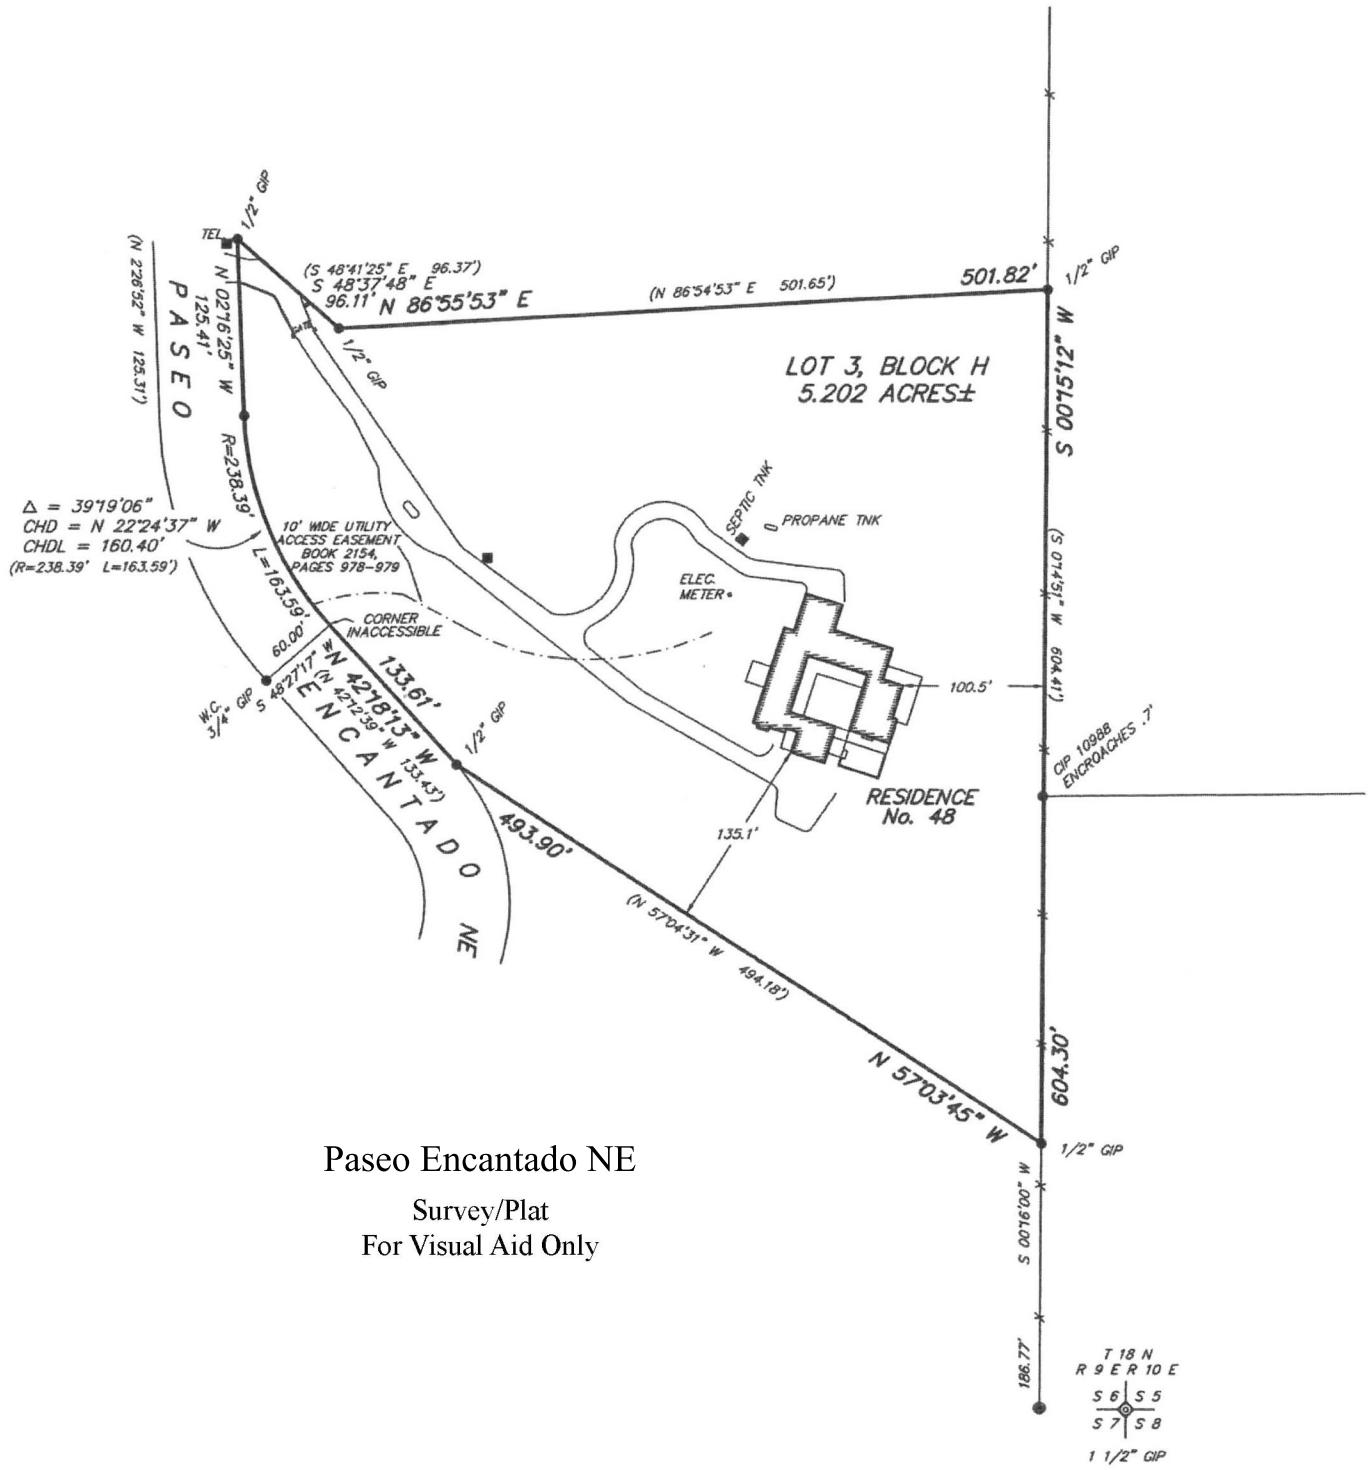 1/2" GIP
TEL.
(N 2°26'52" W 125.31')
N 02°16'25" W
125.41'
PASEO
(S 48°41'25" E 96.37')
S 48°37'48" E
96.11'
N 86°55'53" E
(N 86°54'53" E 501.65')
501.82'
1/2" GIP
GATE
1/2" GIP
LOT 3, BLOCK H
5.202 ACRES±
S 00°15'12" W
R=238.39'
Δ = 39°19'06"
CHD = N 22°24'37" W
CHDL = 160.40'
(R=238.39' L=163.59')
10' WIDE UTILITY
ACCESS EASEMENT
BOOK 2154,
PAGES 978-979
L=163.59'
SEPTIC TNK
PROPANE TNK
ELEC.
METER
(S 0°14'51" W 604.41')
CORNER
INACCESSIBLE
60.00'
S 48°27'17" W
W.C.
3/4" GIP
133.61'
N 42°18'13" W
(N 42°12'39" W 133.43')
ENCANTADO NE
1/2" GIP
100.5'
CIP 10988
ENCROACHES .7'
RESIDENCE
No. 48
135.1'
493.90'
(N 57°04'31" W 494.18')
N 57°03'45" W
604.30'
1/2" GIP
Paseo Encantado NE
Survey/Plat
For Visual Aid Only
S 00°16'00" W
186.77'
T 18 N
R 9 E R 10 E
S 6 S 5
S 7 S 8
1 1/2" GIP